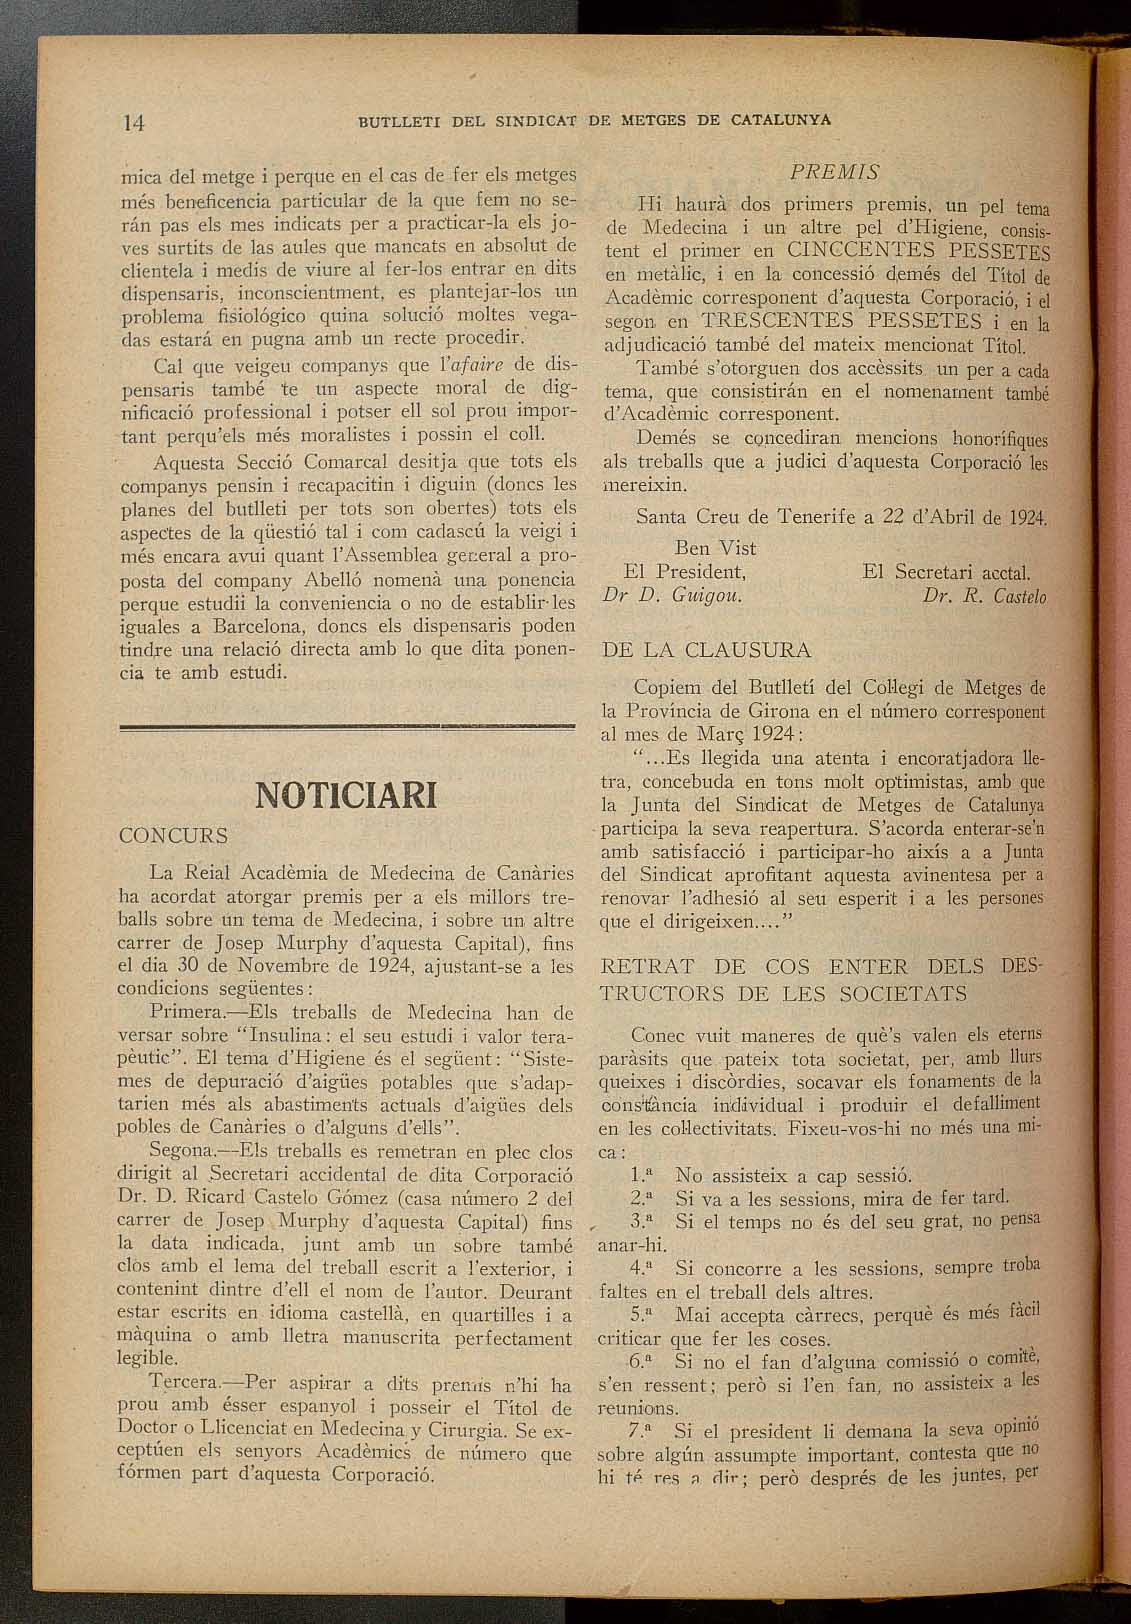 14
BUTLLETI DEL SINDICAT DE METGES DE CATALUNYA
mica del metge i perque en el cas de fer els metges
més beneficencia particular de la que fem no se-
rán pas els mes indicats per a practicar-la els jo-
ves surtits de las aules que mancats en absolut de
clientela i medis de viure al fer-los entrar en dits
dispensaris, inconscientment, es plantejar-los un
problema fisiológico quina solució moltes vega-
das estará en pugna amb un recte procedir.
Cal que veigeu companys que l'afaire de dis-
pensaris també te un aspecte moral de dig-
nificació professional i potser ell sol prou impor-
tant perqu'els més moralistes i possin el coll.
Aquesta Secció Comarcal desitja que tots els
companys pensin i recapacitin i diguin (doncs les
planes del butlleti per tots son obertes) tots els
aspectes de la qüestió tal i com cadascú la veigi i
més encara avui quant l'Assemblea general a pro-
posta del company Abelló nomenà una ponencia
perque estudii la conveniencia o no de establir-les
iguales a Barcelona, doncs els dispensaris poden
tindre una relació directa amb lo que dita ponen-
cia te amb estudi.
NOTICIARI
CONCURS
La Reial Acadèmia de Medecina de Canàries
ha acordat atorgar premis per a els millors tre-
balls sobre un tema de Medecina, i sobre un altre
carrer de Josep Murphy d'aquesta Capital), fins
el dia 30 de Novembre de 1924, ajustant-se a les
condicions següentes:
Primera.—Els treballs de Medecina han de
versar sobre "Insulina: el seu estudi i valor tera-
pèutic". El tema d'Higiene és el següent: "Siste-
mes de depuració d'aigües potables que s'adap-
tarien més als abastiments actuals d'aigües dels
pobles de Canàries o d'alguns d'ells".
Segona.—Els treballs es remetran en plec clos
dirigit al Secretari accidental de dita Corporació
Dr. D. Ricard Castelo Gómez (casa número 2 del
carrer de Josep Murphy d'aquesta Capital) fins
la data indicada, junt amb un sobre també
clos amb el lema del treball escrit a l'exterior, i
contenint dintre d'ell el nom de l'autor. Deurant
estar escrits en idioma castellà, en quartilles i a
màquina o amb lletra manuscrita perfectament
legible.
Tercera.—Per aspirar a dits premis n'hi ha
prou amb ésser espanyol i posseir el Títol de
Doctor o Llicenciat en Medecina y Cirurgia. Se ex-
ceptúen els senyors Acadèmics de número que
fórmen part d'aquesta Corporació.
PREMIS
Hi haurà dos primers premis, un pel tema
de Medecina i un altre pel d'Higiene, consis-
tent el primer en CINCCENTES PESSETES
en metàlic, i en la concessió demés del Títol de
Acadèmic corresponent d'aquesta Corporació, i el
segon en TRESCENTES PESSETES i en la
adjudicació també del mateix mencionat Títol.
També s'otorguen dos accèssits un per a cada
tema, que consistirán en el nomenament també
d'Acadèmic corresponent.
Demés se concediran mencions honorífiques
als treballs que a judici d'aquesta Corporació les
mereixin.
Santa Creu de Tenerife a 22 d'Abril de 1924.
Ben Vist
El President, El Secretari acctal.
Dr D. Guigou. Dr. R. Castelo
DE LA CLAUSURA
Copiem del Butlletí del Col·legi de Metges de
la Província de Girona en el número corresponent
al mes de Març 1924:
"...Es llegida una atenta i encoratjadora lle-
tra, concebuda en tons molt optimistas, amb que
la Junta del Sindicat de Metges de Catalunya
participa la seva reapertura. S'acorda enterar-se'n
amb satisfacció i participar-ho aixís a a Junta
del Sindicat aprofitant aquesta avinentesa per a
renovar l'adhesió al seu esperit i a les persones
que el dirigeixen...."
RETRAT DE COS ENTER DELS DES-
TRUCTORS DE LES SOCIETATS
Conec vuit maneres de què's valen els eterns
paràsits que pateix tota societat, per, amb llurs
queixes i discòrdies, socavar els fonaments de la
constància individual i produir el defalliment
en les col·lectivitats. Fixeu-vos-hi no més una mi-
ca:
1.ª No assisteix a cap sessió.
2.ª Si va a les sessions, mira de fer tard.
3.ª Si el temps no és del seu grat, no pensa
anar-hi.
4.ª Si concorre a les sessions, sempre troba
faltes en el treball dels altres.
5.ª Mai accepta càrrecs, perquè és més fàcil
criticar que fer les coses.
6.ª Si no el fan d'alguna comissió o comitè,
s'en ressent; però si l'en fan, no assisteix a les
reunions.
7.ª Si el president li demana la seva opinió
sobre algún assumpte important, contesta que no
hi té res a dir; però després de les juntes, per